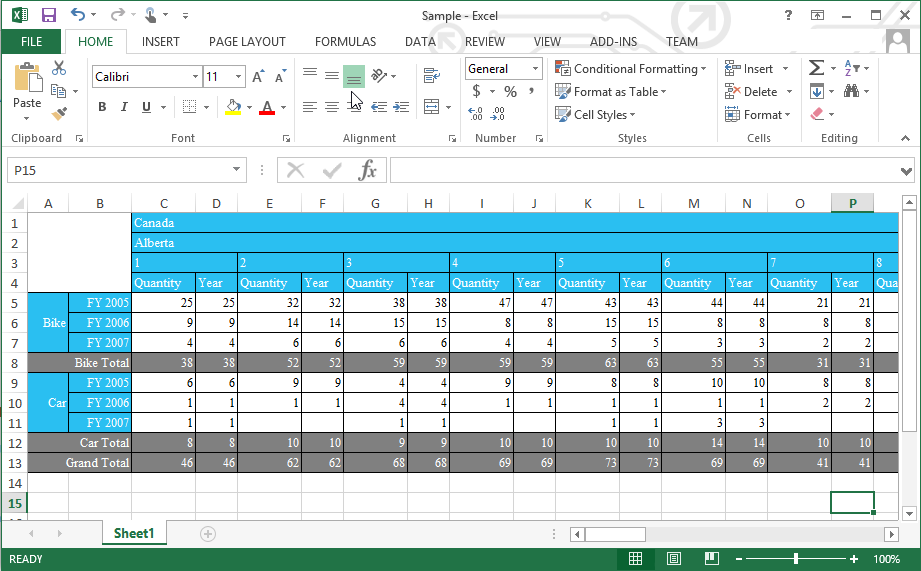 Sample - Excel ?
FILE HOME INSERT PAGE LAYOUT FORMULAS DATA REVIEW VIEW ADD-INS TEAM
Paste
Calibri 11 A A
B I U A
General
$ % ,
.00 .0
Conditional Formatting
Format as Table
Cell Styles
Insert
Delete
Format
Σ A Z
Clipboard Font Alignment Number Styles Cells Editing
P15 fx
A B C D E F G H I J K L M N O P
1 Canada
2 Alberta
3 1 2 3 4 5 6 7 8
4 Quantity Year Quantity Year Quantity Year Quantity Year Quantity Year Quantity Year Quantity Year Qua
5 FY 2005 25 25 32 32 38 38 47 47 43 43 44 44 21 21
6 Bike FY 2006 9 9 14 14 15 15 8 8 15 15 8 8 8 8
7 FY 2007 4 4 6 6 6 6 4 4 5 5 3 3 2 2
8 Bike Total 38 38 52 52 59 59 59 59 63 63 55 55 31 31
9 FY 2005 6 6 9 9 4 4 9 9 8 8 10 10 8 8
10 Car FY 2006 1 1 1 1 4 4 1 1 1 1 1 1 2 2
11 FY 2007 1 1 1 1 1 1 3 3
12 Car Total 8 8 10 10 9 9 10 10 10 10 14 14 10 10
13 Grand Total 46 46 62 62 68 68 69 69 73 73 69 69 41 41
14
15
Sheet1
READY 100%